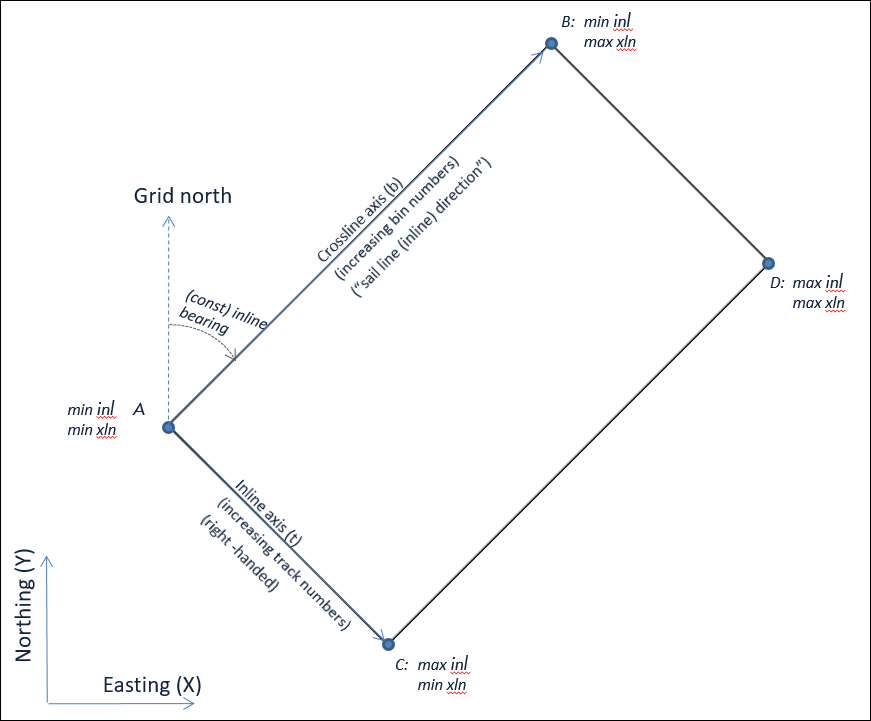 B: min inl
max xln
Grid north
Crossline axis (b)
(increasing bin numbers)
("sail line (inline) direction")
(const) inline
bearing
D: max inl
max xln
min inl A
min xln
Inline axis (t)
(increasing track numbers)
(right -handed)
Northing (Y)
Easting (X)
C: max inl
min xln